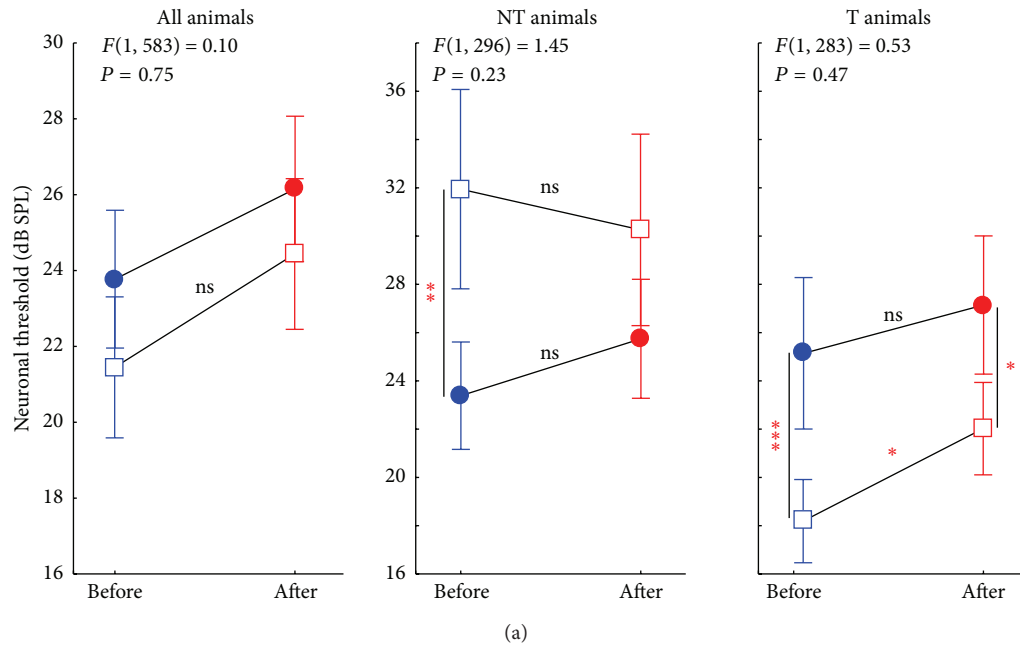 All animals
F(1, 583) = 0.10
P = 0.75
NT animals
F(1, 296) = 1.45
P = 0.23
T animals
F(1, 283) = 0.53
P = 0.47
Neuronal threshold (dB SPL)
30
28
26
24
22
20
18
16
ns
Before
After
36
32
28
24
20
16
**
ns
ns
Before
After
***
ns
*
*
Before
After
(a)